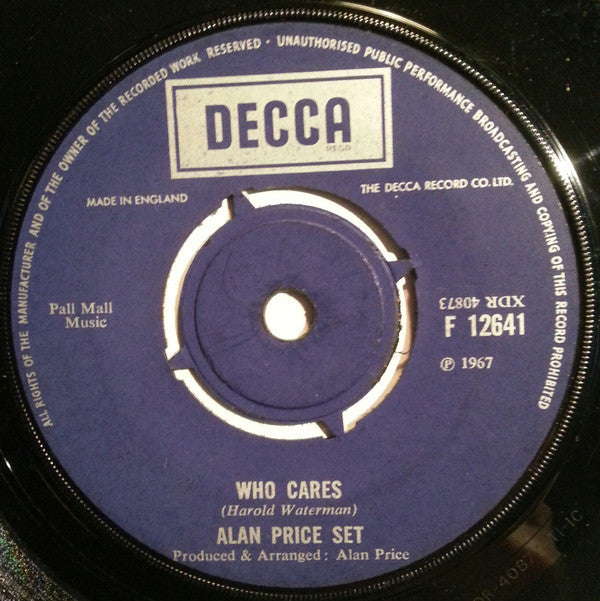 ALL RIGHTS OF THE MANUFACTURER AND OF THE OWNER OF THE RECORDED WORK RESERVED · UNAUTHORISED PUBLIC PERFORMANCE BROADCASTING AND COPYING OF THIS RECORD PROHIBITED
DECCA
REGD
MADE IN ENGLAND
THE DECCA RECORD CO. LTD.
Pall Mall
Music
XDR 40873
F 12641
℗ 1967
WHO CARES
(Harold Waterman)
ALAN PRICE SET
Produced & Arranged : Alan Price